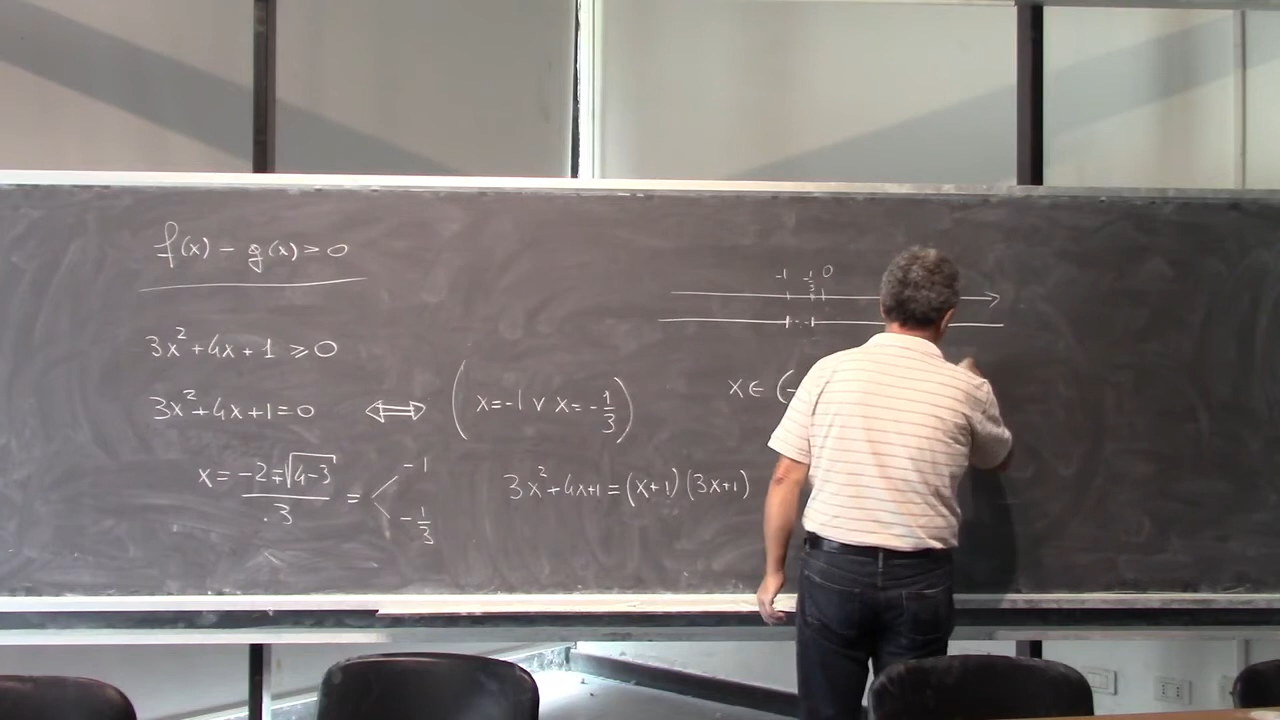 f(x) - g(x) > 0
3x² + 4x + 1 ⩾ 0
3x² + 4x + 1 = 0 ⟺ (x = -1 ∨ x = -1/3)
x = (-2 ∓ √(4-3))/3 = < -1
-1/3
3x² + 4x + 1 = (x+1)(3x+1)
-1 -1/3 0
x ∈ (-